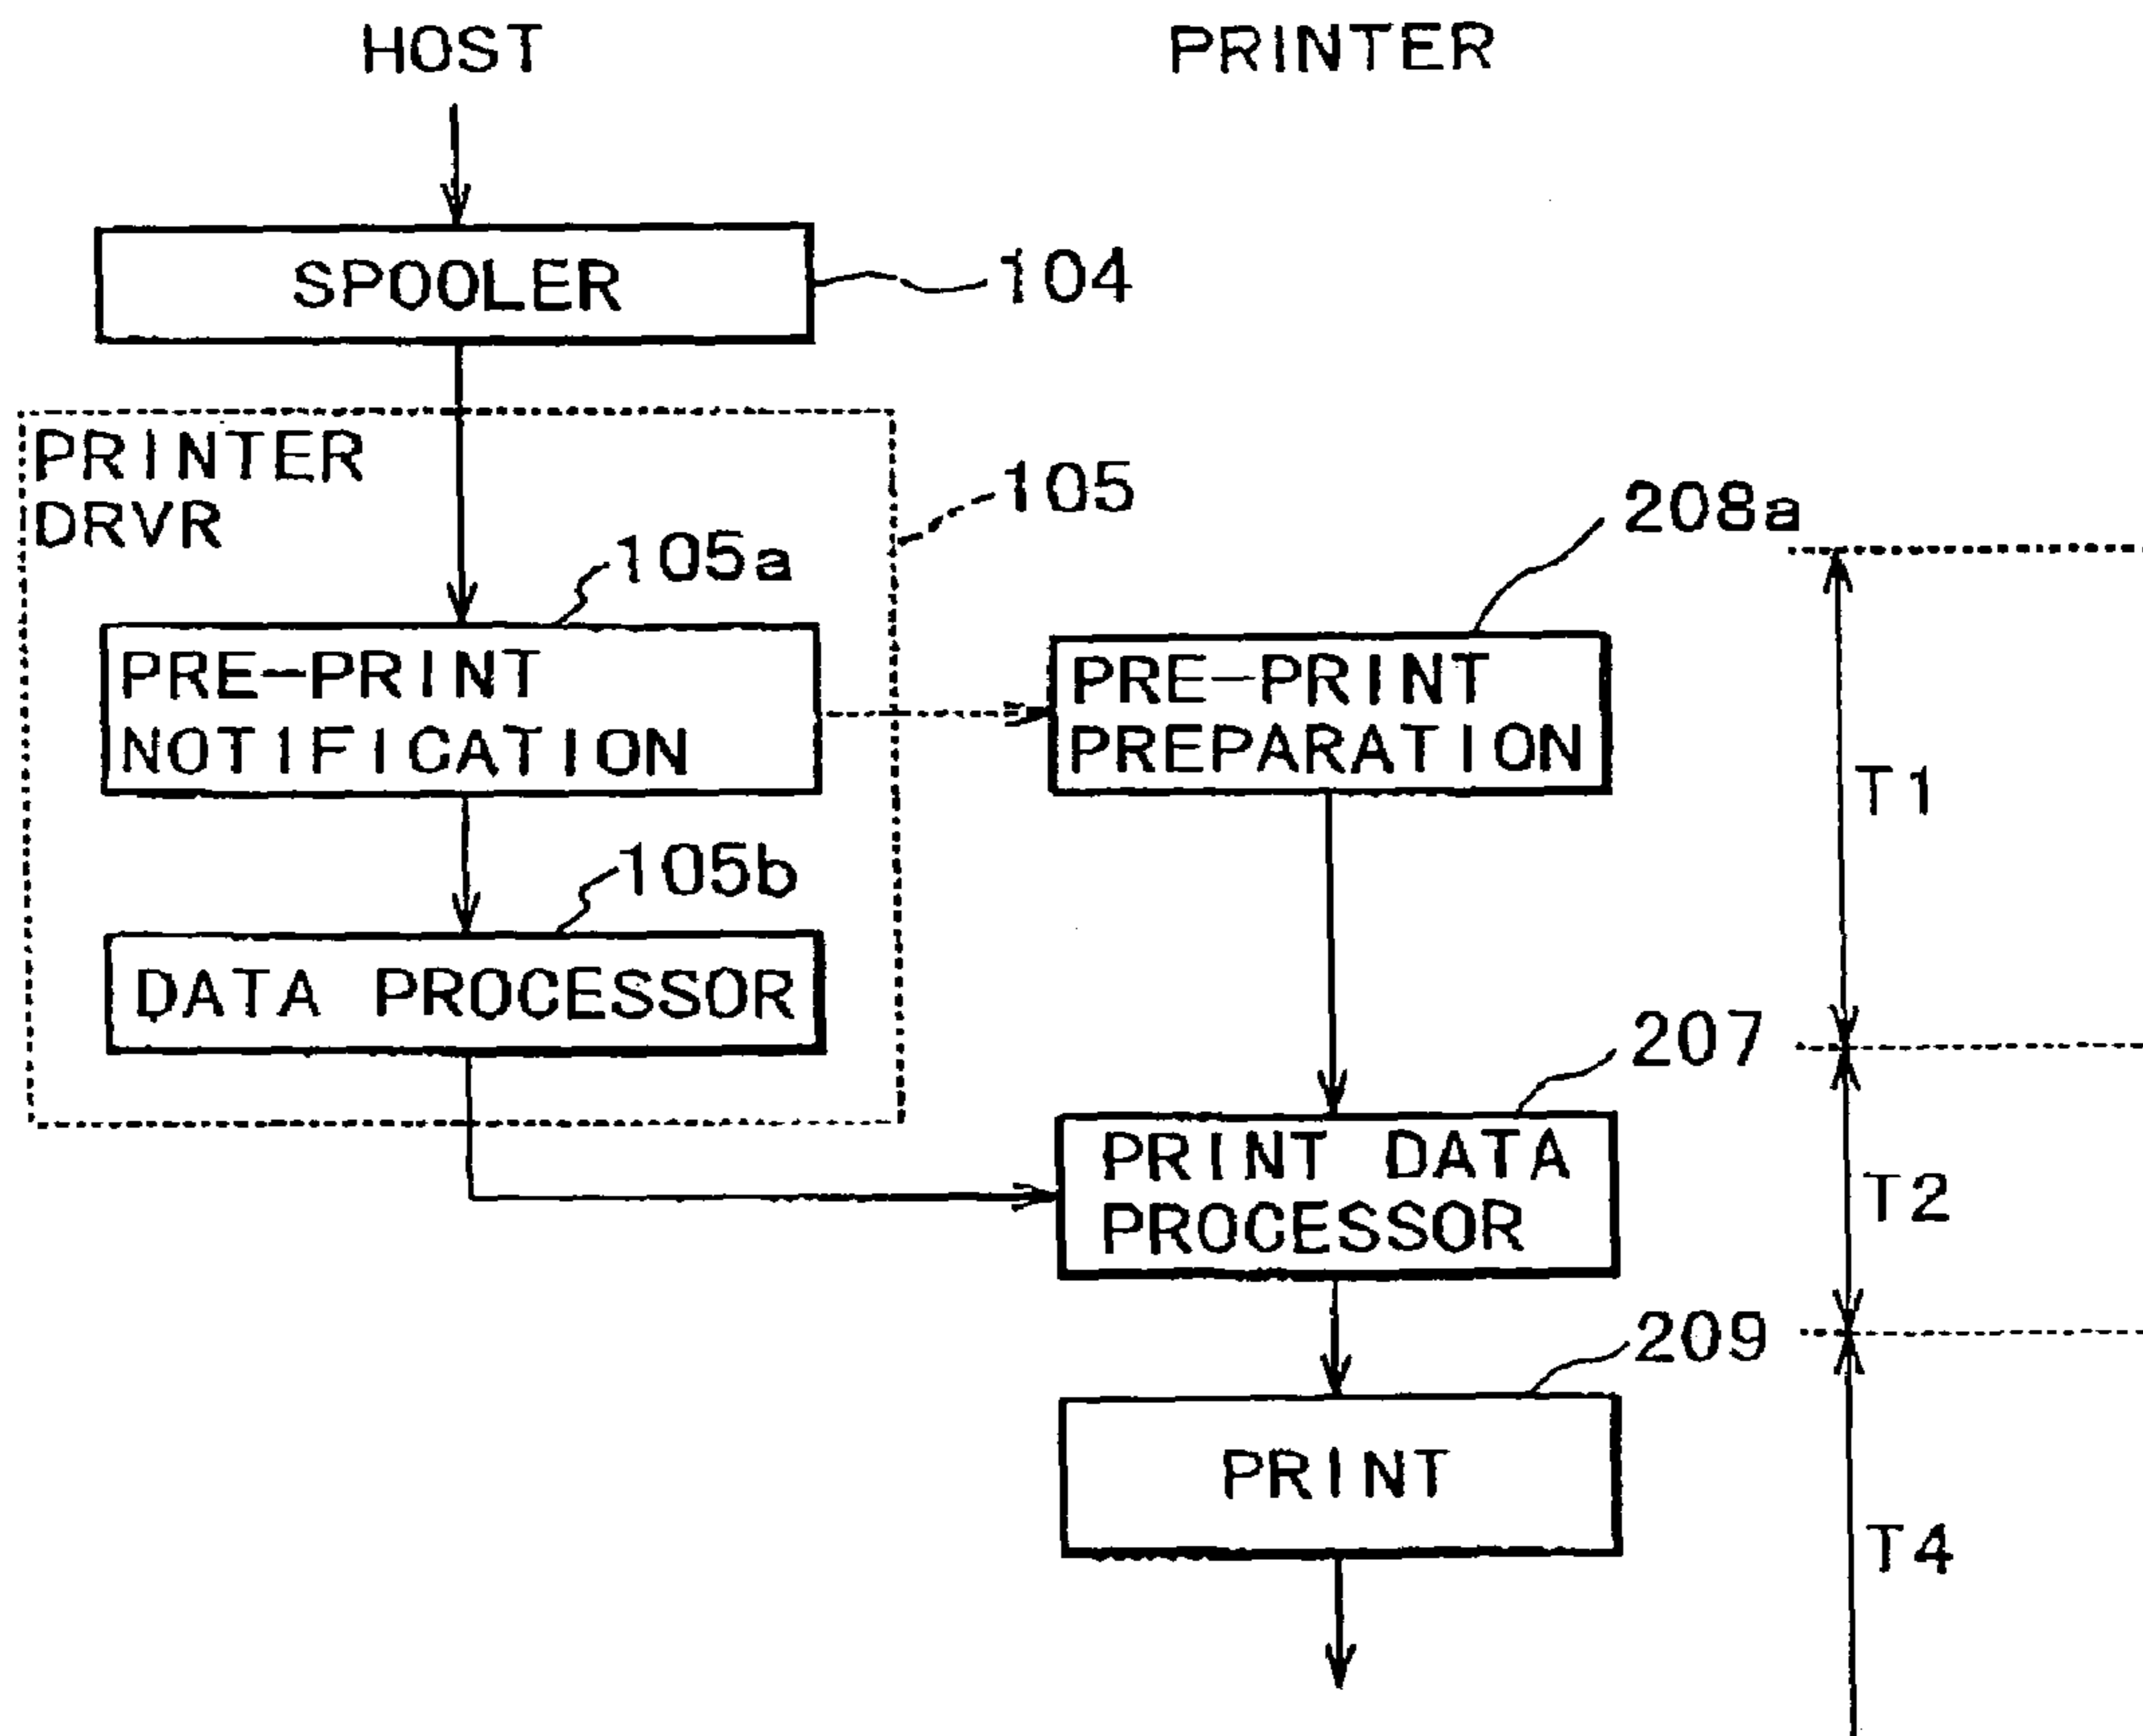 HOST
PRINTER
SPOOLER
104
PRINTER
DRVR
105
208a
105a
PRE-PRINT
NOTIFICATION
PRE-PRINT
PREPARATION
T1
105b
DATA PROCESSOR
207
PRINT DATA
PROCESSOR
T2
209
PRINT
T4